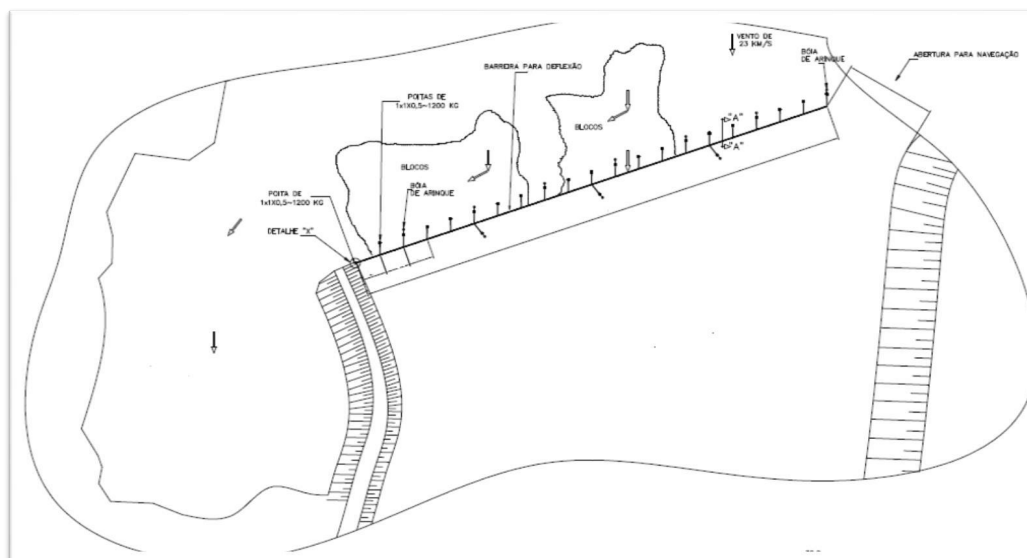 VENTO DE
23 KM/S
BÓIA
DE ARINQUE
ABERTURA PARA NAVEGAÇÃO
BARREIRA PARA DEFLEXÃO
POITAS DE
1x1X0,5~1200 KG
BLOCOS
"A"
"A"
BLOCOS
BÓIA
DE ARINQUE
POITA DE
1x1X0,5~1200 KG
DETALHE "X"